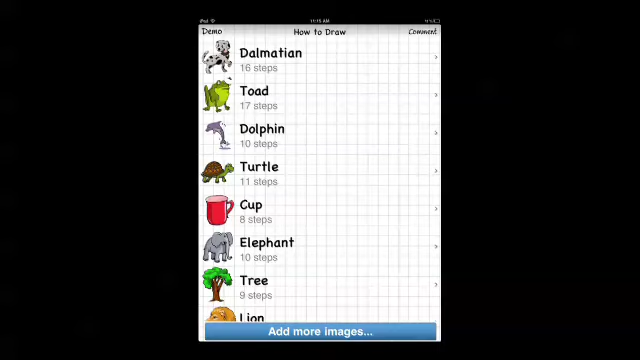 iPod 11:15 AM
Demo How to Draw Comment
Dalmatian
16 steps
Toad
17 steps
Dolphin
10 steps
Turtle
11 steps
Cup
8 steps
Elephant
10 steps
Tree
9 steps
Lion
Add more images...